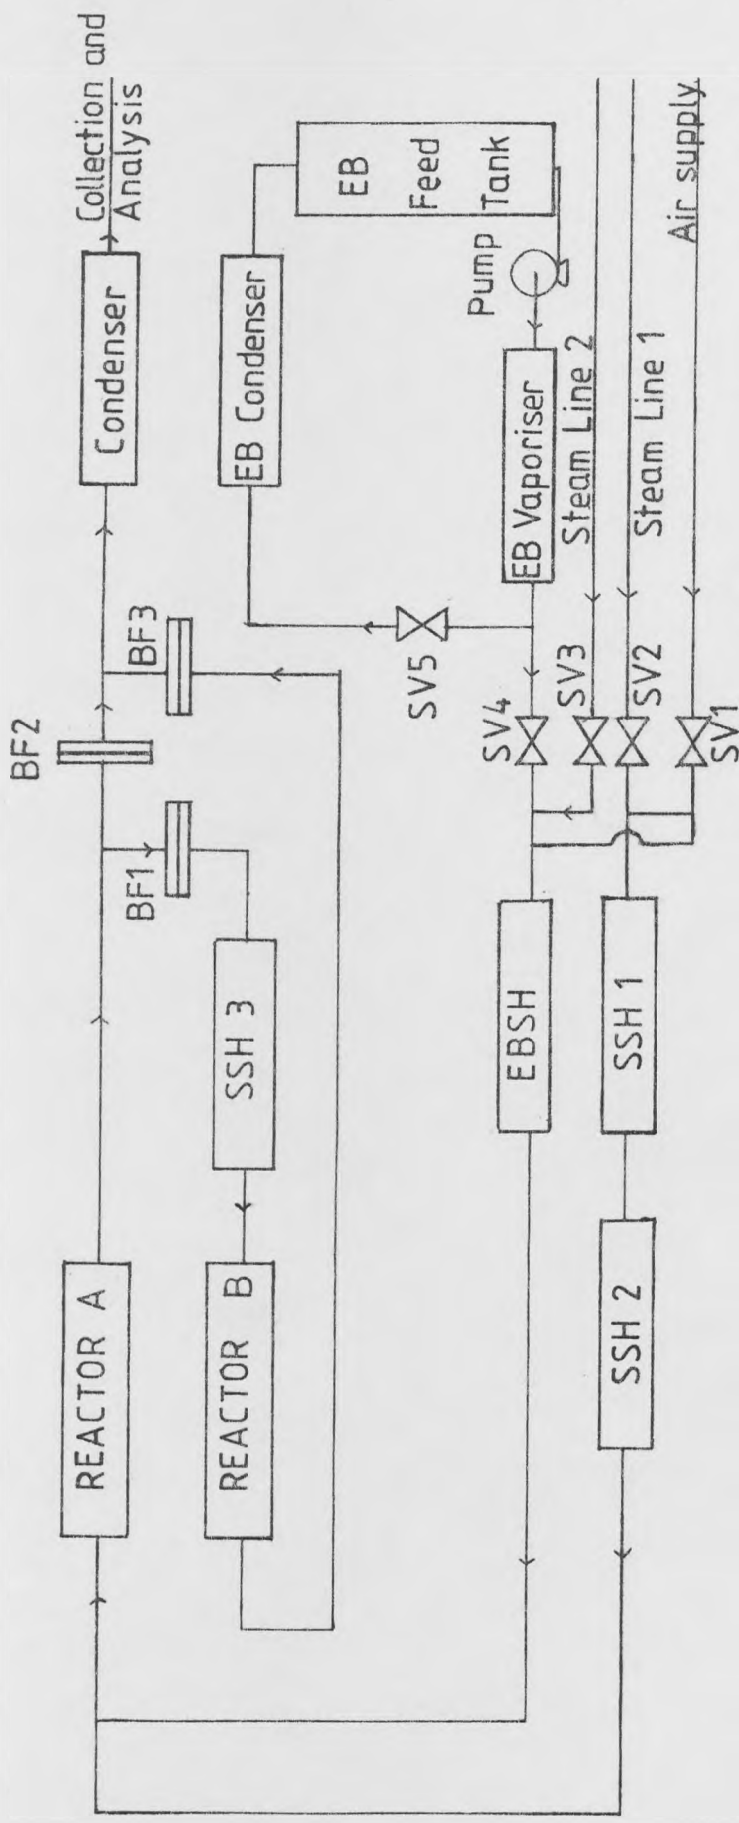 Collection and
Analysis
Condenser
BF2
BF3
BF1
REACTOR A
SSH 3
REACTOR B
EB Condenser
EB
Feed
Tank
Pump
EB Vaporiser
SV5
SV4
Steam Line 2
SV3
Steam Line 1
SV2
Air supply
SV1
EBSH
SSH 1
SSH 2